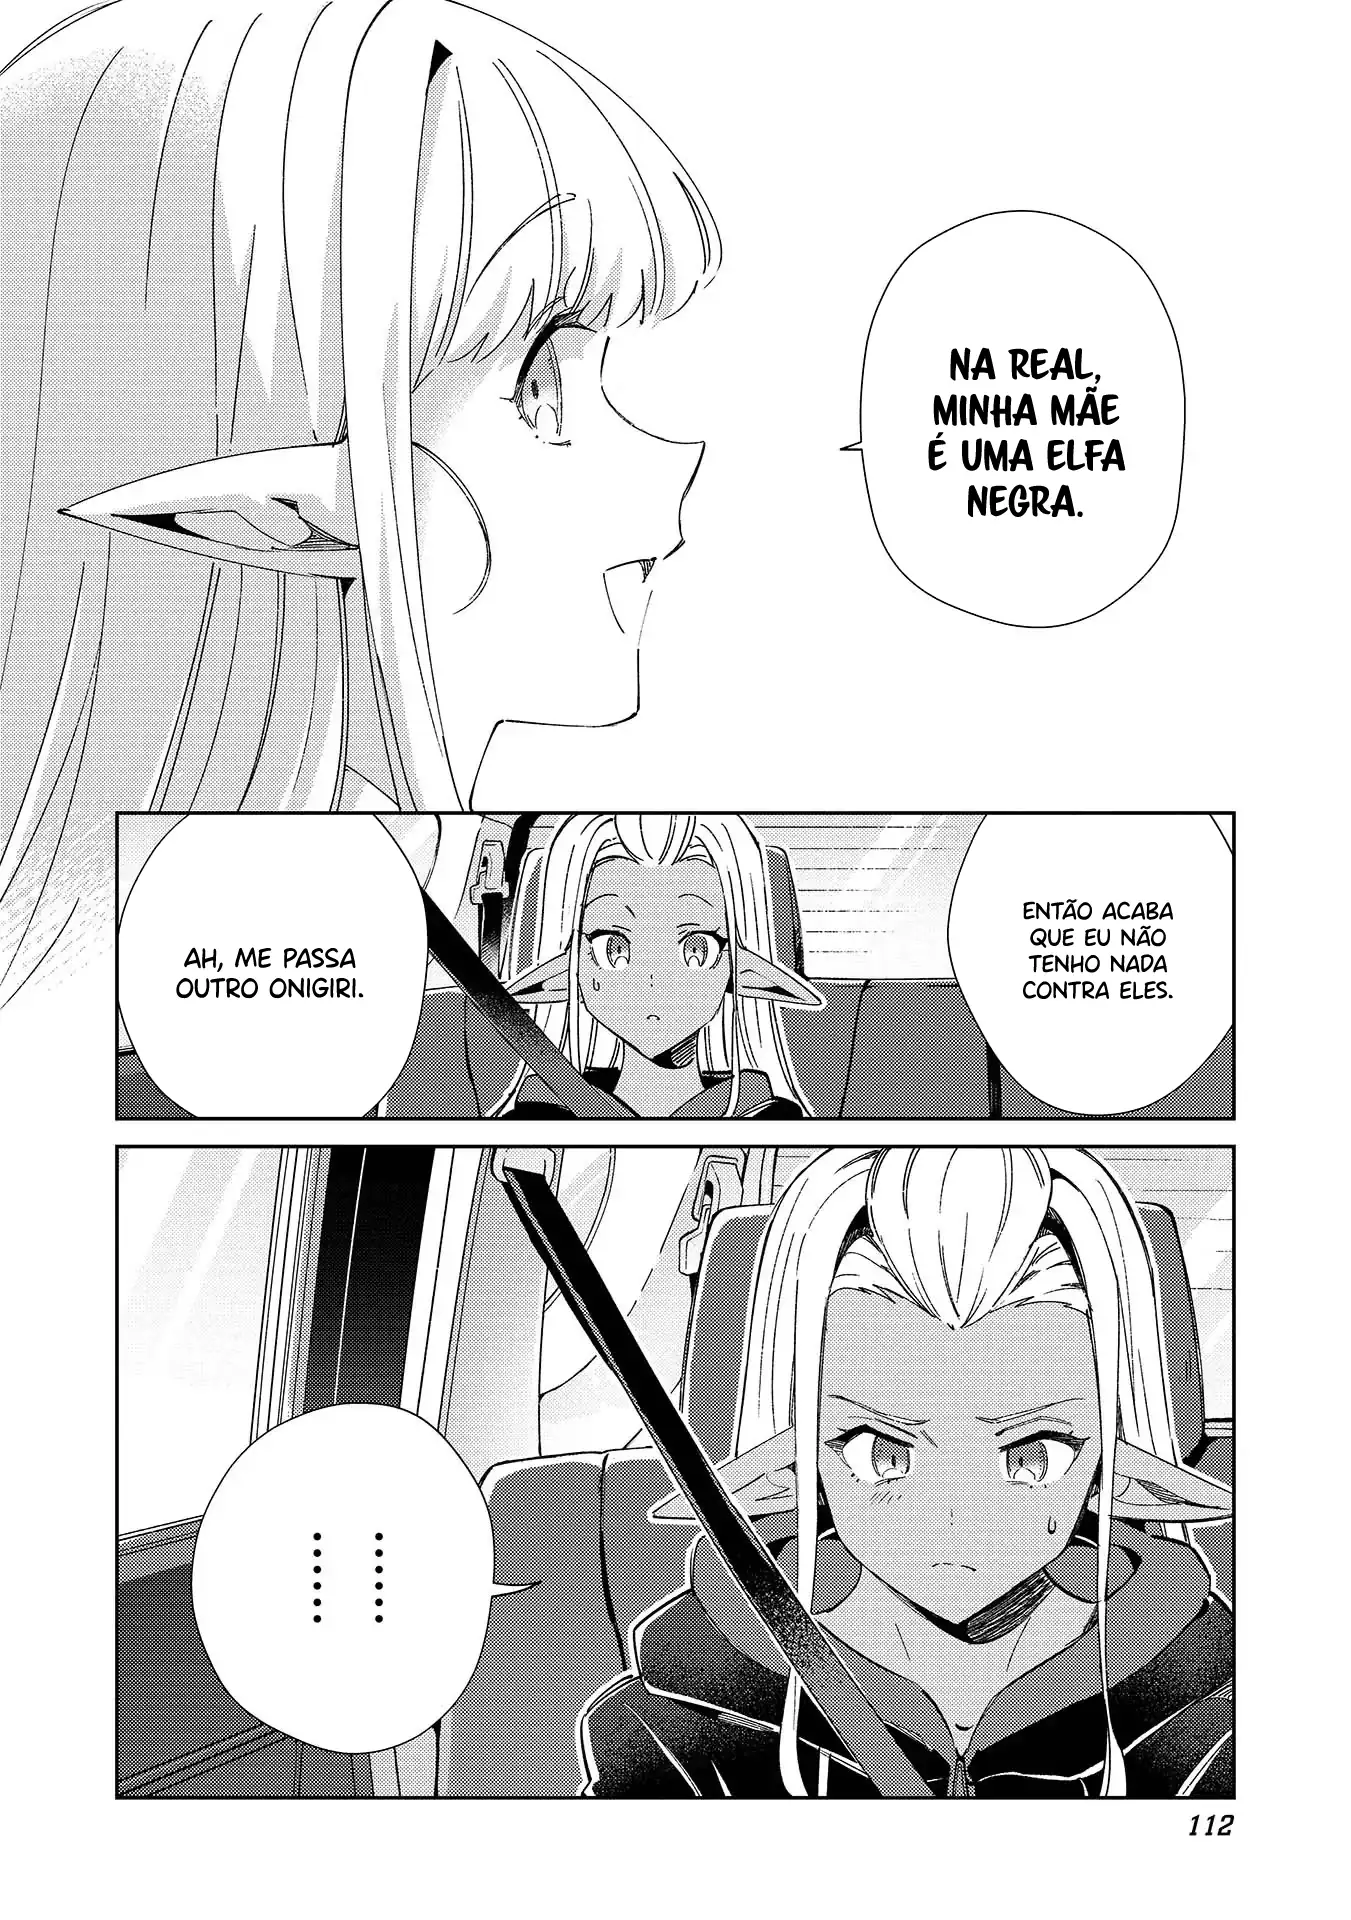 NA REAL,
MINHA MÃE
É UMA ELFA
NEGRA.
ENTÃO ACABA
QUE EU NÃO
TENHO NADA
CONTRA ELES.
AH, ME PASSA
OUTRO ONIGIRI.
112